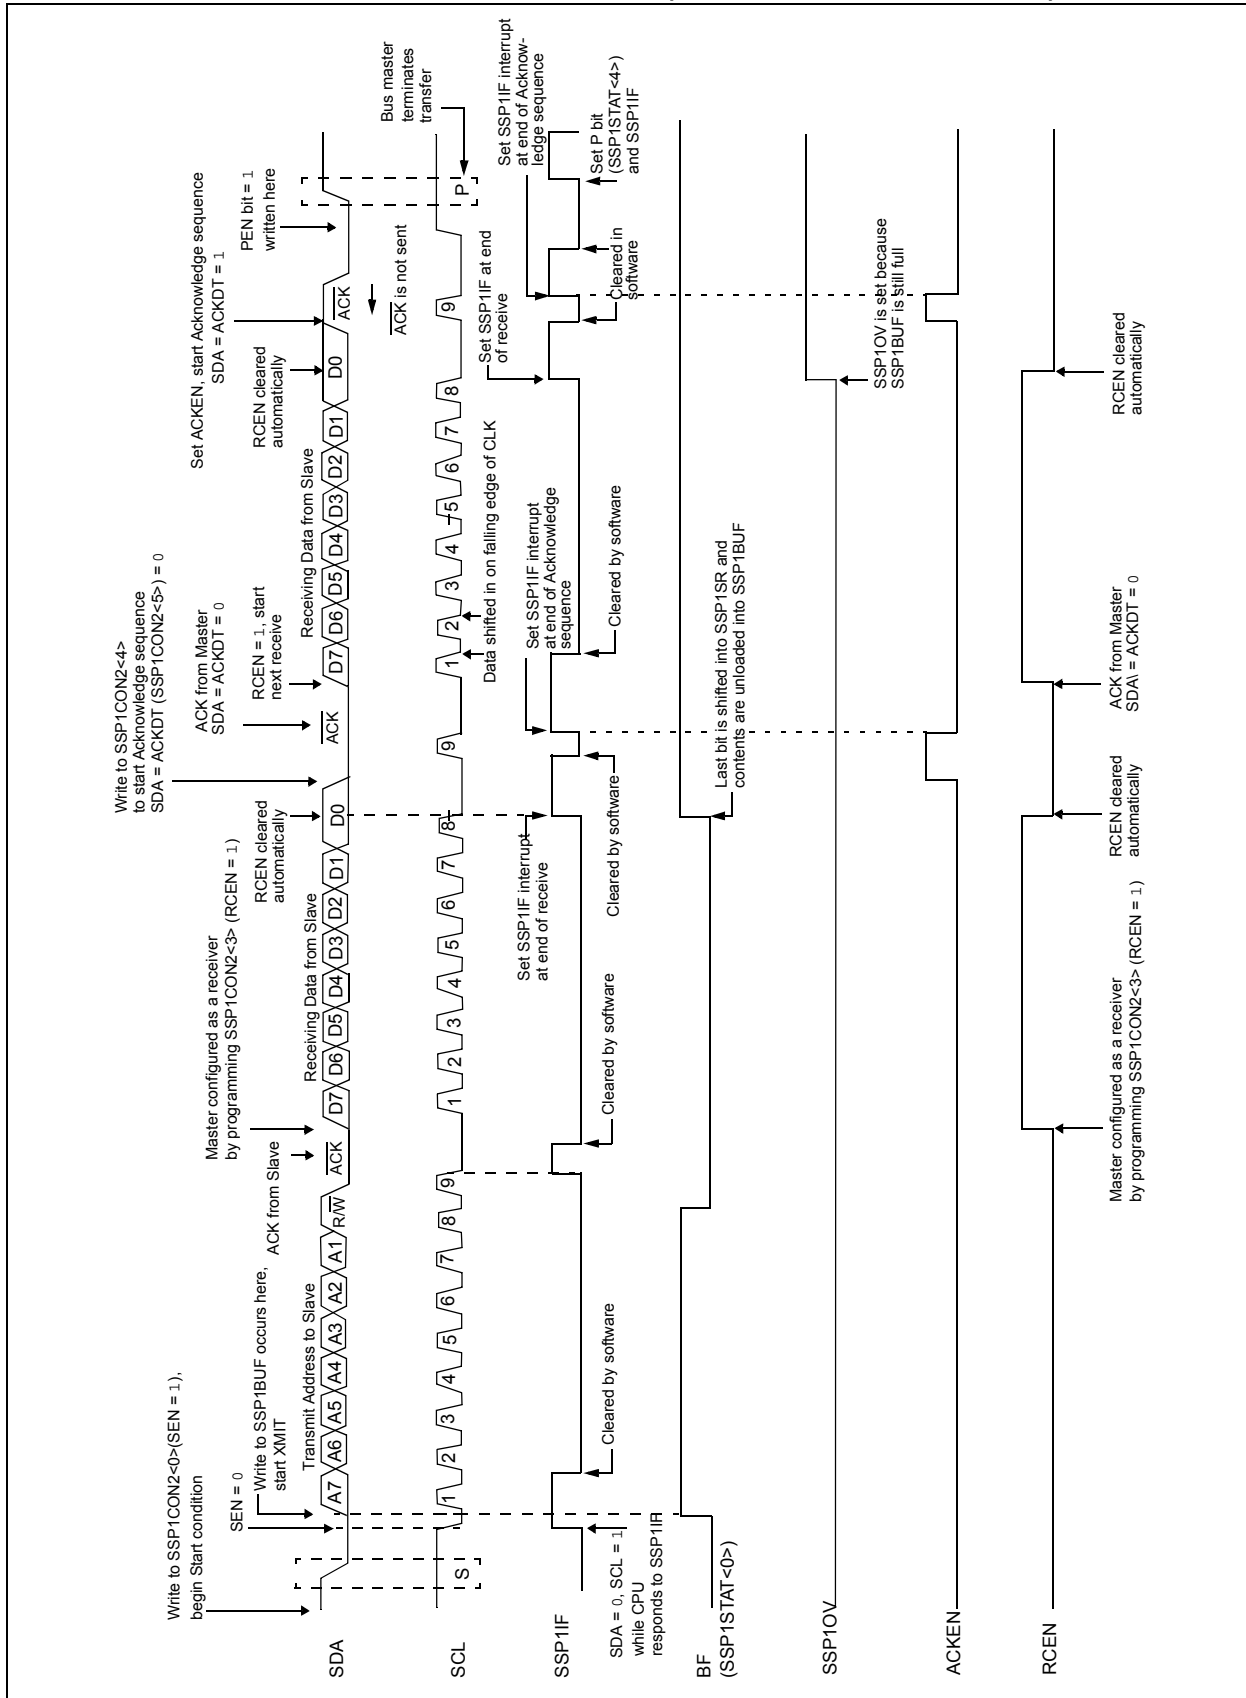 Write to SSP1CON2<0>(SEN = 1),
begin Start condition
SEN = 0
Write to SSP1BUF occurs here,
start XMIT
ACK from Slave
Master configured as a receiver
by programming SSP1CON2<3> (RCEN = 1)
RCEN cleared
automatically
Write to SSP1CON2<4>
to start Acknowledge sequence
SDA = ACKDT (SSP1CON2<5>) = 0
ACK from Master
SDA = ACKDT = 0
RCEN = 1, start
next receive
RCEN cleared
automatically
Set ACKEN, start Acknowledge sequence
SDA = ACKDT = 1
PEN bit = 1
written here
Transmit Address to Slave
Receiving Data from Slave
Receiving Data from Slave
SDA
A7 A6 A5 A4 A3 A2 A1 R/W ACK D7 D6 D5 D4 D3 D2 D1 D0 ACK D7 D6 D5 D4 D3 D2 D1 D0 ACK
ACK is not sent
Bus master
terminates
transfer
SCL
S 1 2 3 4 5 6 7 8 9 1 2 3 4 5 6 7 8 9 1 2 3 4 5 6 7 8 9 P
Data shifted in on falling edge of CLK
Set SSP1IF interrupt
at end of receive
Set SSP1IF interrupt
at end of Acknowledge
sequence
Set SSP1IF at end
of receive
Set SSP1IF interrupt
at end of Acknow-
ledge sequence
SSP1IF
SDA = 0, SCL = 1
while CPU
responds to SSP1IF
Cleared by software
Cleared by software
Cleared by software
Cleared by software
Cleared in
software
Set P bit
(SSP1STAT<4>)
and SSP1IF
BF
(SSP1STAT<0>)
Last bit is shifted into SSP1SR and
contents are unloaded into SSP1BUF
SSP1OV
SSP1OV is set because
SSP1BUF is still full
ACKEN
RCEN
Master configured as a receiver
by programming SSP1CON2<3> (RCEN = 1)
RCEN cleared
automatically
ACK from Master
SDA\ = ACKDT = 0
RCEN cleared
automatically